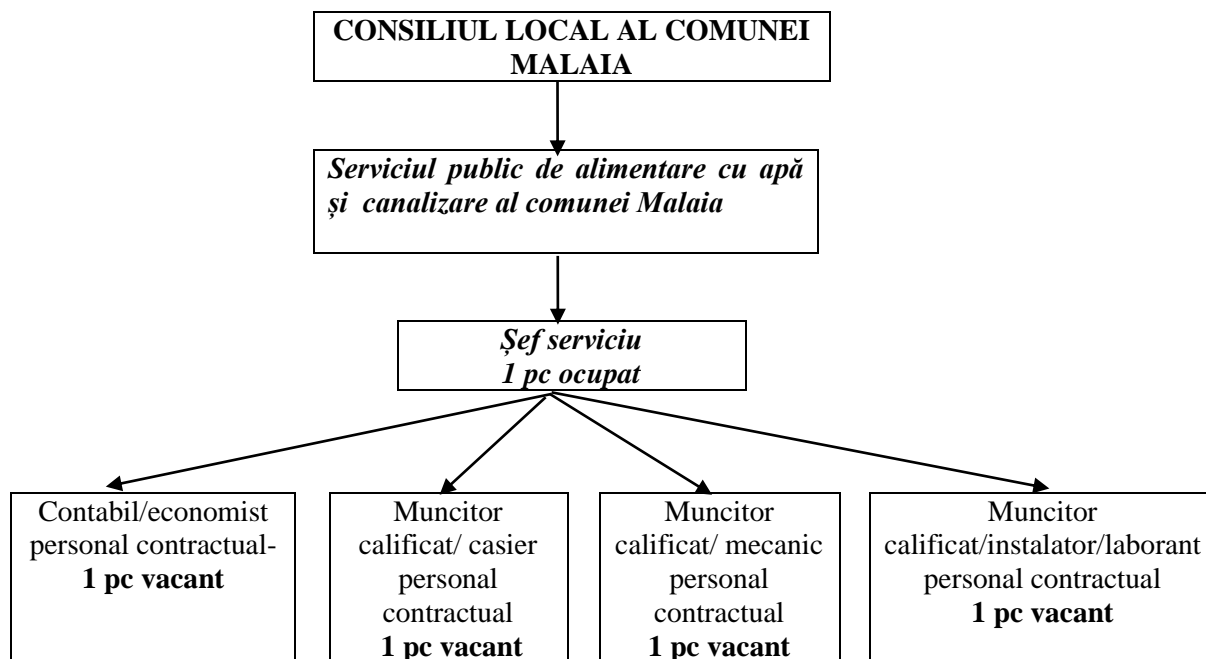 CONSILIUL LOCAL AL COMUNEI
MALAIA
Serviciul public de alimentare cu apă
și canalizare al comunei Malaia
Șef serviciu
1 pc ocupat
Contabil/economist
personal contractual-
1 pc vacant
Muncitor
calificat/ casier
personal
contractual
1 pc vacant
Muncitor
calificat/ mecanic
personal
contractual
1 pc vacant
Muncitor
calificat/instalator/laborant
personal contractual
1 pc vacant